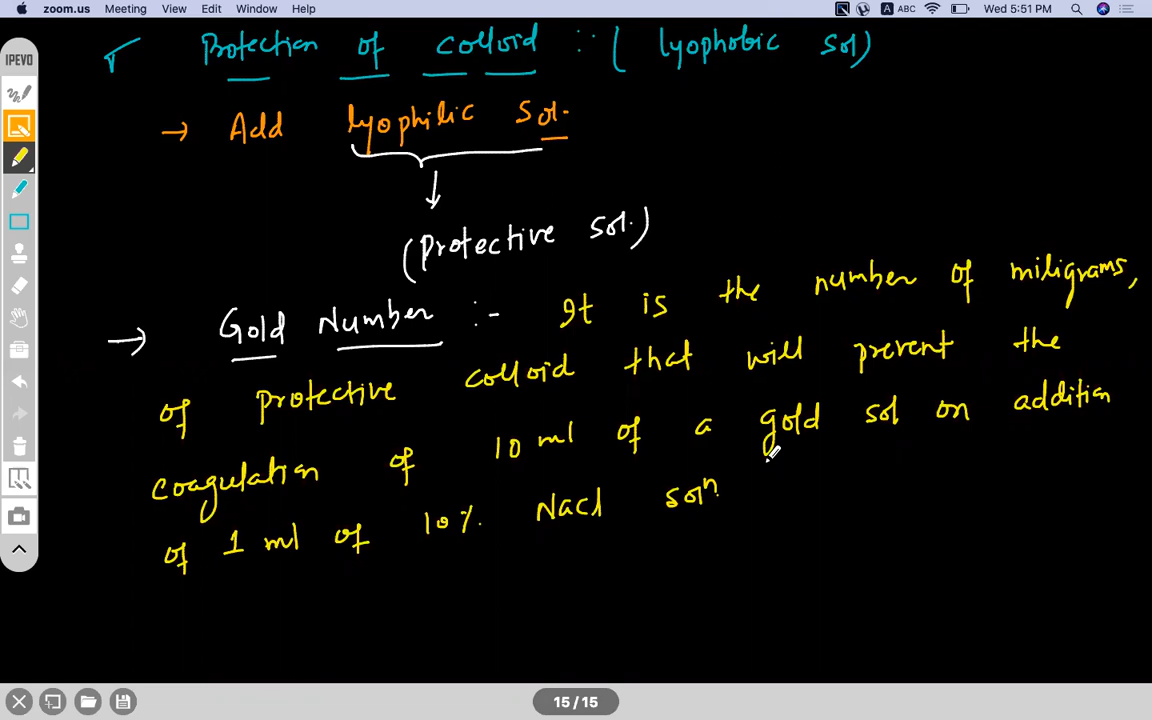 zoom.us Meeting View Edit Window Help ABC Wed 5:51 PM
IPEVO
Protection of colloid :: (lyophobic sol)
→ Add lyophilic sol.
(Protective sol.)
→ Gold Number :- It is the number of miligrams,
of protective colloid that will prevent the
coagulation of 10 ml of a gold sol on addition
of 1 ml of 10% Nacl solⁿ.
15 / 15